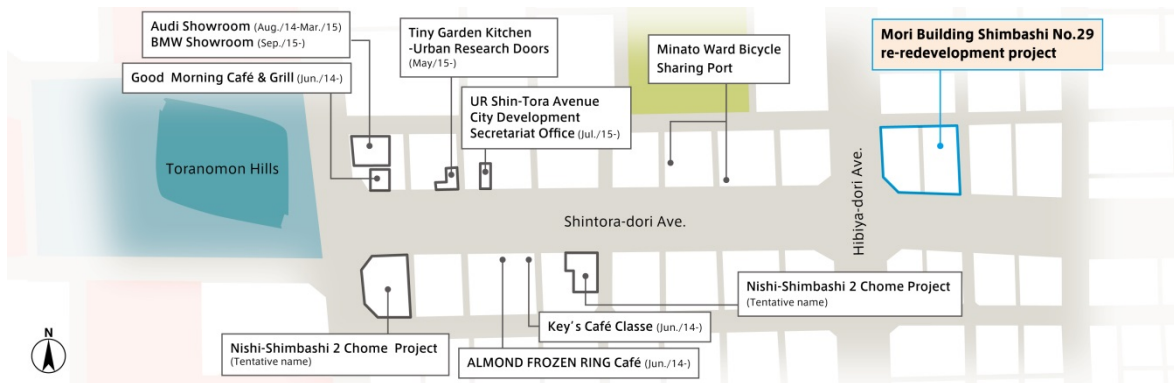 Audi Showroom (Aug./14-Mar./15)
BMW Showroom (Sep./15-)
Tiny Garden Kitchen
-Urban Research Doors
(May/15-)
Minato Ward Bicycle
Sharing Port
Mori Building Shimbashi No.29
re-redevelopment project
Good Morning Café & Grill (Jun./14-)
UR Shin-Tora Avenue
City Development
Secretariat Office (Jul./15-)
Toranomon Hills
Shintora-dori Ave.
Hibiya-dori Ave.
Nishi-Shimbashi 2 Chome Project
(Tentative name)
Key's Café Classe (Jun./14-)
Nishi-Shimbashi 2 Chome Project
(Tentative name)
ALMOND FROZEN RING Café (Jun./14-)
N